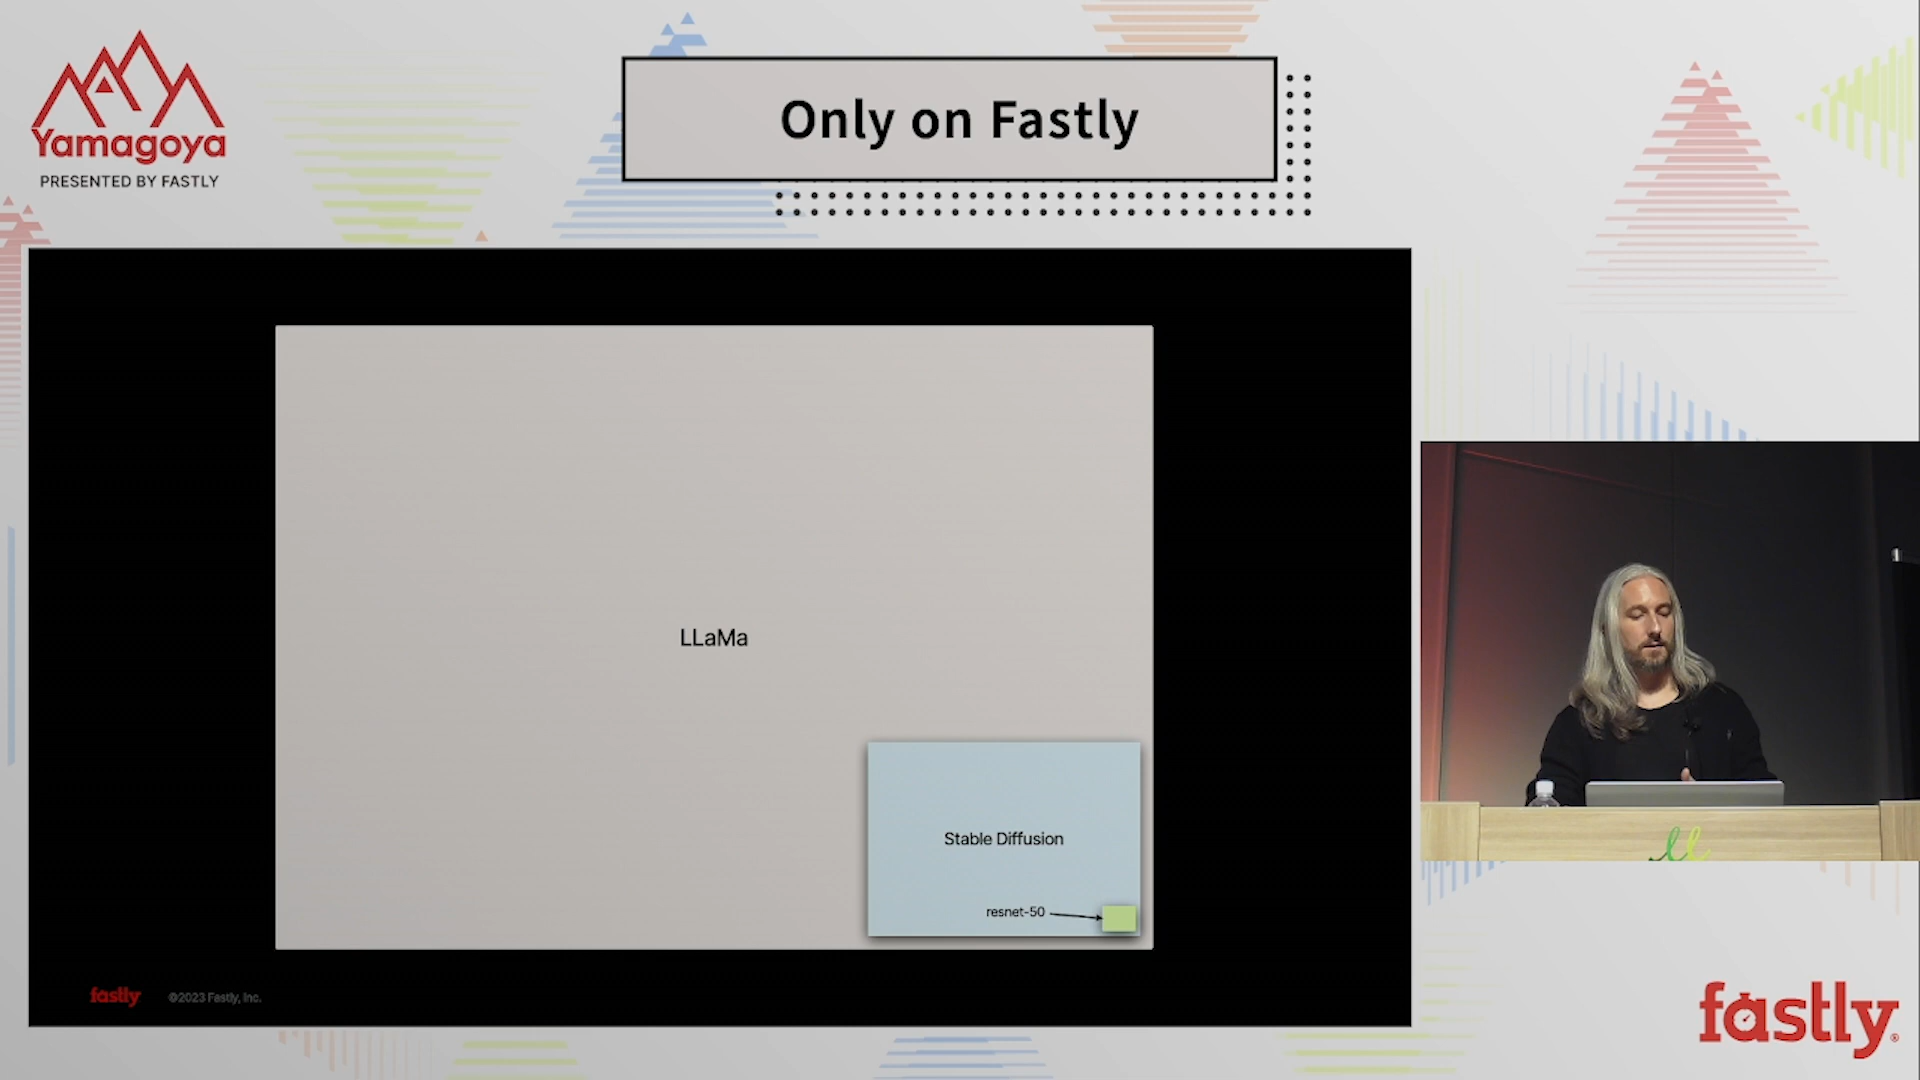 Yamagoya
PRESENTED BY FASTLY
Only on Fastly
LLaMa
Stable Diffusion
resnet-50
fastly
©2023 Fastly, Inc.
fastly®